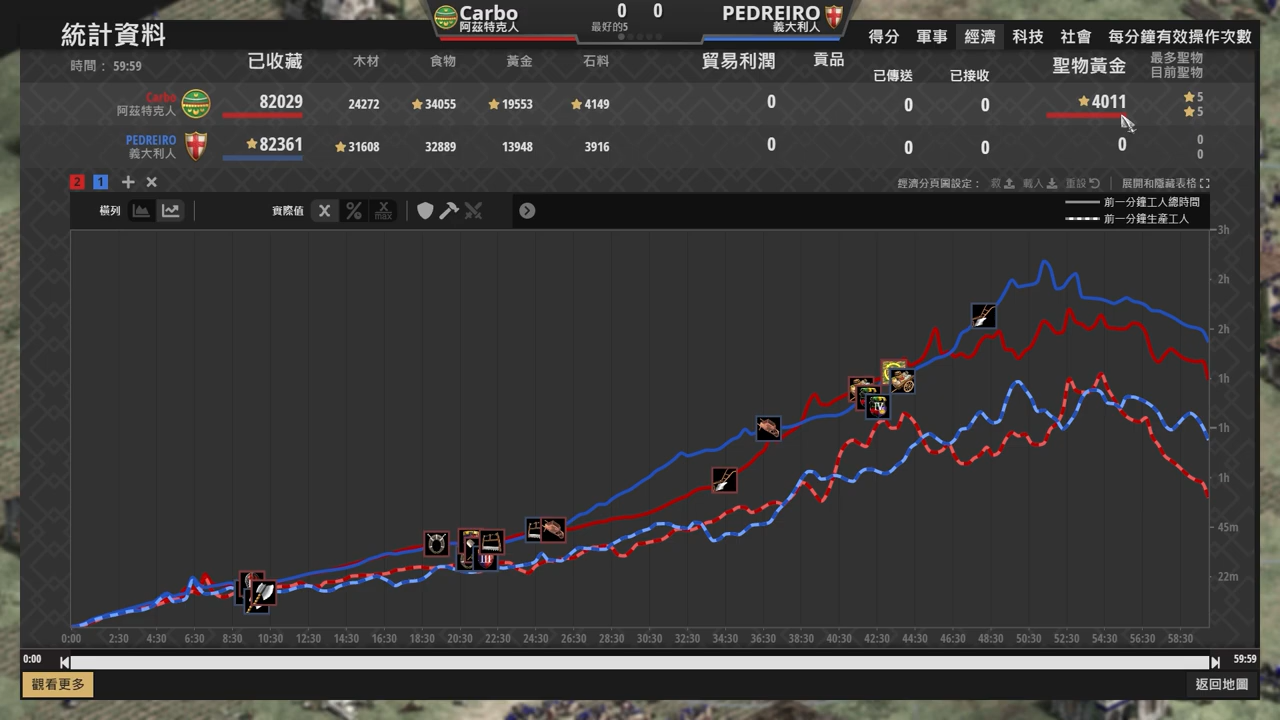 統計資料
Carbo
阿茲特克人
0 0
最好的5
PEDREIRO
義大利人
得分 軍事 經濟 科技 社會 每分鐘有效操作次數
時間： 59:59
已收藏 木材 食物 黃金 石料 貿易利潤 貢品 已傳送 已接收 聖物黃金 最多聖物
目前聖物
Carbo
阿茲特克人
82029 24272 34055 19553 4149 0 0 0 4011 5
5
PEDREIRO
義大利人
82361 31608 32889 13948 3916 0 0 0 0 0
0
2 1
經濟分頁圖設定： 載入 重設 展開和隱藏表格
橫列 實際值 X % X
max
前一分鐘工人總時間
前一分鐘生產工人
3h
2h
2h
1h
1h
1h
45m
22m
IV
III
0:00 2:30 4:30 6:30 8:30 10:30 12:30 14:30 16:30 18:30 20:30 22:30 24:30 26:30 28:30 30:30 32:30 34:30 36:30 38:30 40:30 42:30 44:30 46:30 48:30 50:30 52:30 54:30 56:30 58:30
0:00 59:59
觀看更多 返回地圖